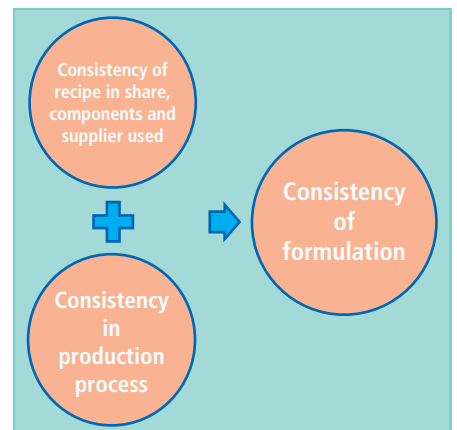 Consistency of
recipe in share,
components and
supplier used
Consistency
in
production
process
Consistency
of
formulation